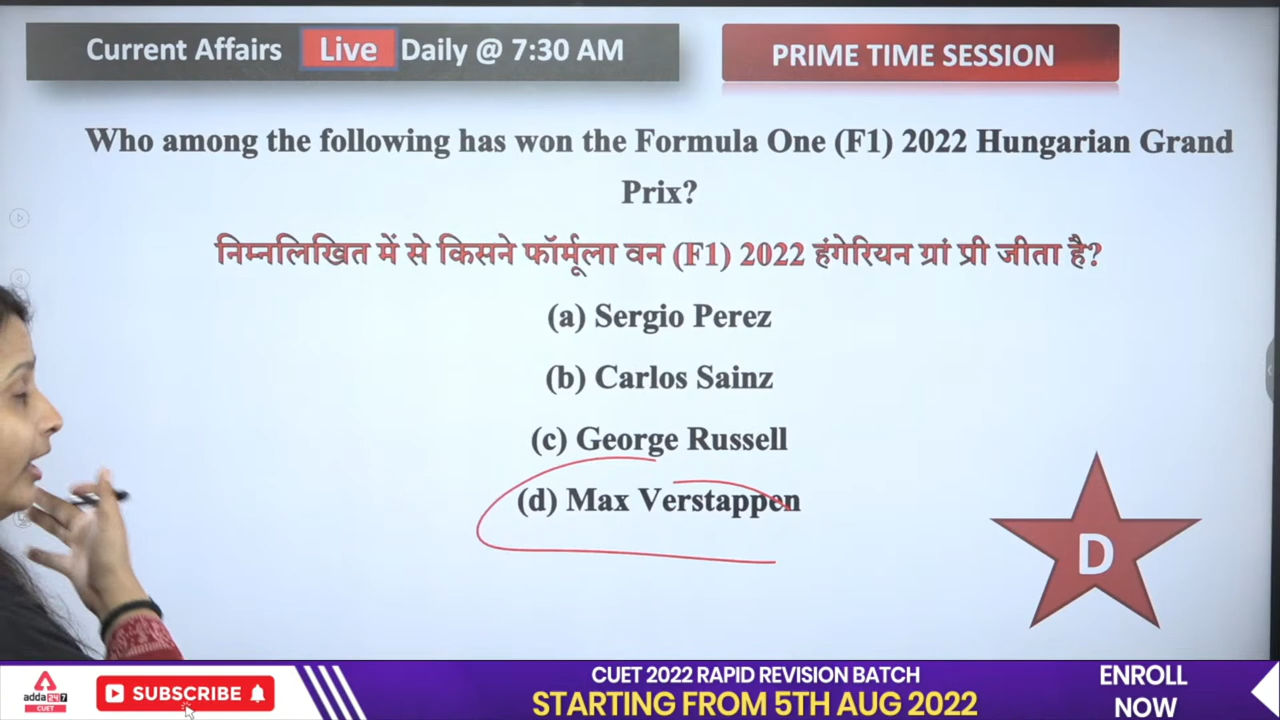 Current Affairs Live Daily @ 7:30 AM
PRIME TIME SESSION
Who among the following has won the Formula One (F1) 2022 Hungarian Grand
Prix?
निम्नलिखित में से किसने फॉर्मूला वन (F1) 2022 हंगेरियन ग्रां प्री जीता है?
(a) Sergio Perez
(b) Carlos Sainz
(c) George Russell
(d) Max Verstappen
D
adda247
CUET
SUBSCRIBE
CUET 2022 RAPID REVISION BATCH
STARTING FROM 5TH AUG 2022
ENROLL
NOW